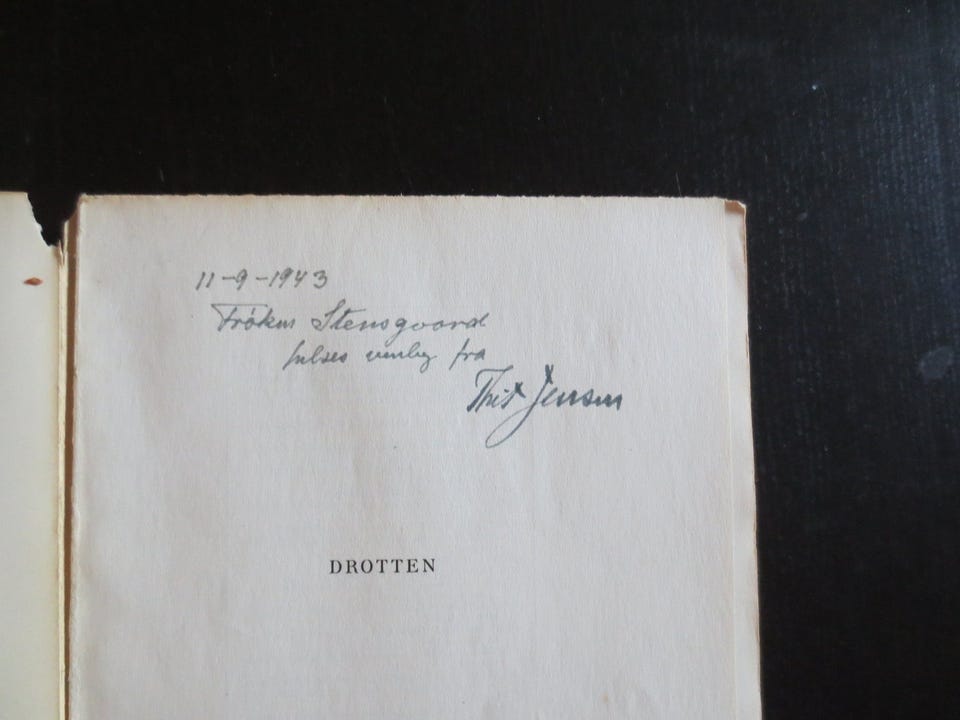 11-9-1943
Frøken Stensgaard
hilses venlig fra
Thit Jensen
DROTTEN